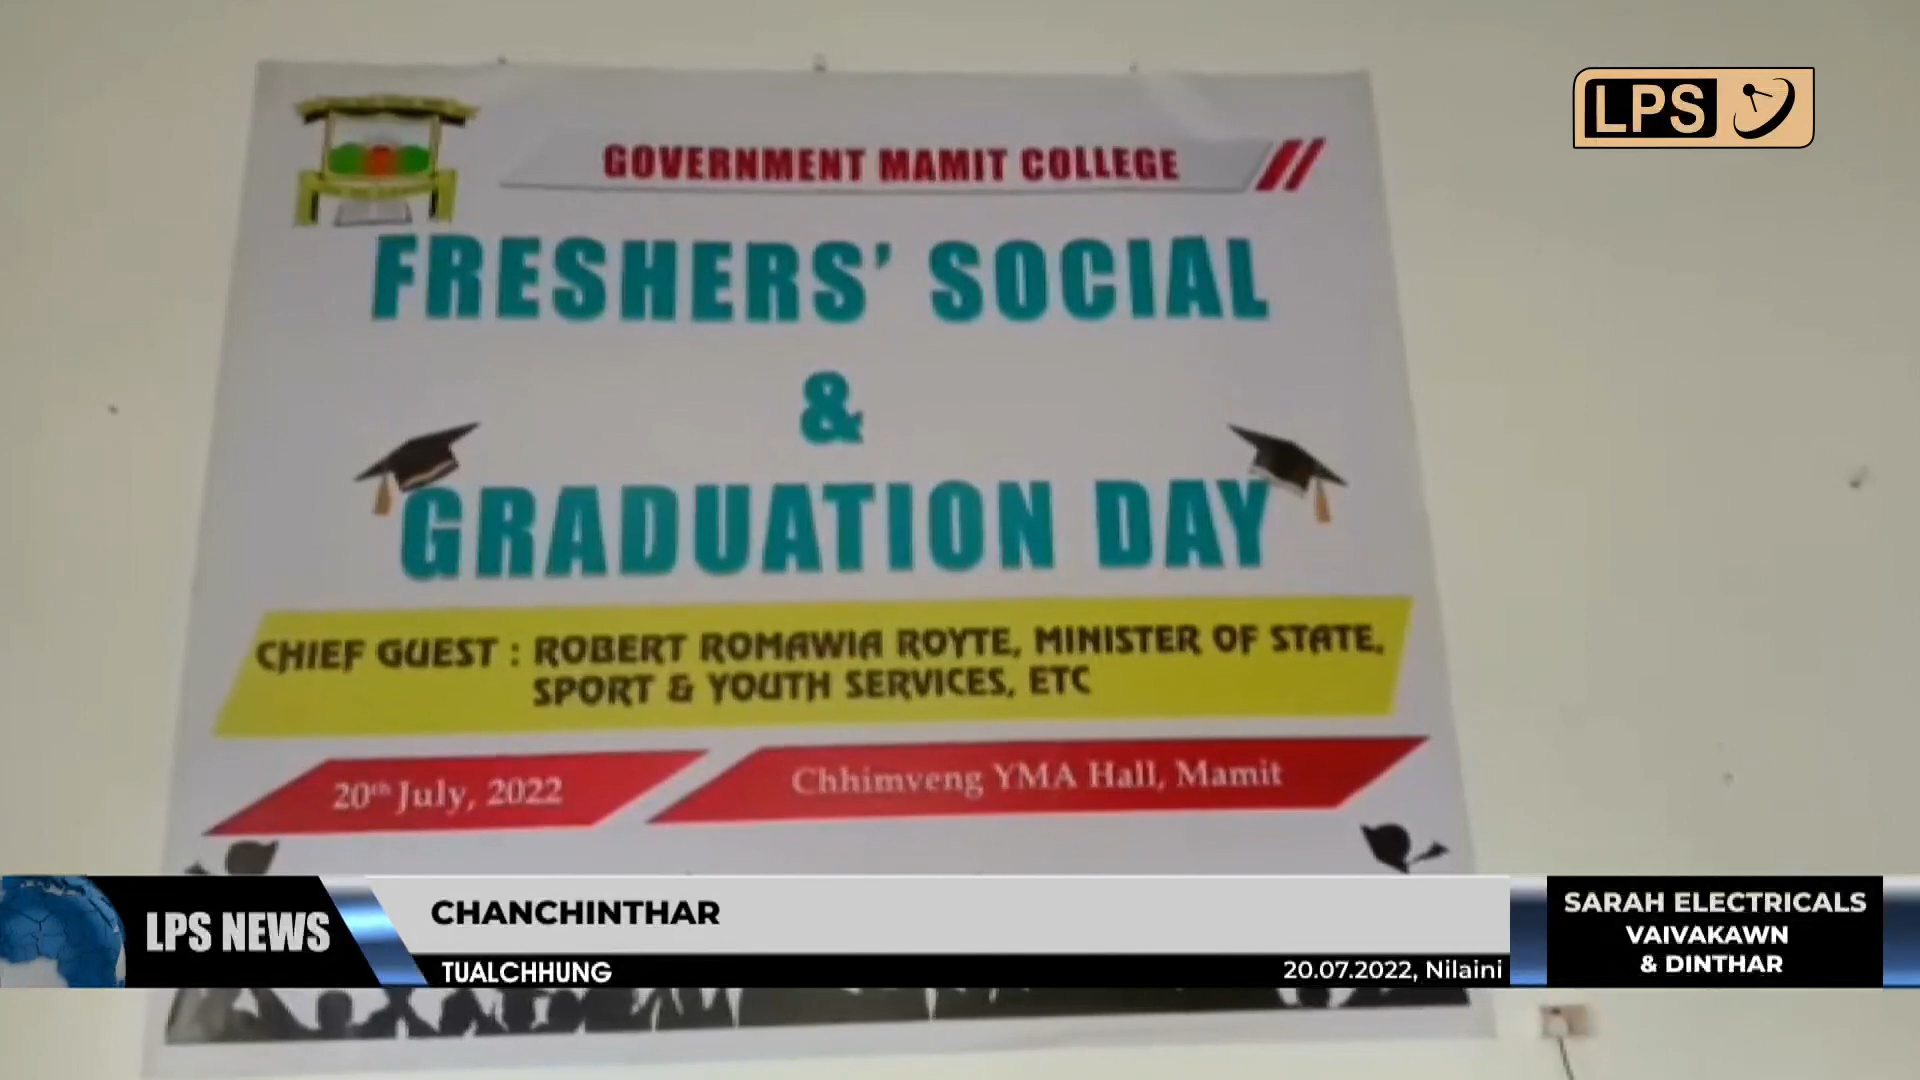 LPS
GOVERNMENT MAMIT COLLEGE
FRESHERS' SOCIAL
&
GRADUATION DAY
CHIEF GUEST : ROBERT ROMAWIA ROYTE, MINISTER OF STATE,
SPORT & YOUTH SERVICES, ETC
20th July, 2022
Chhimveng YMA Hall, Mamit
LPS NEWS
CHANCHINTHAR
TUALCHHUNG
20.07.2022, Nilaini
SARAH ELECTRICALS
VAIVAKAWN
& DINTHAR